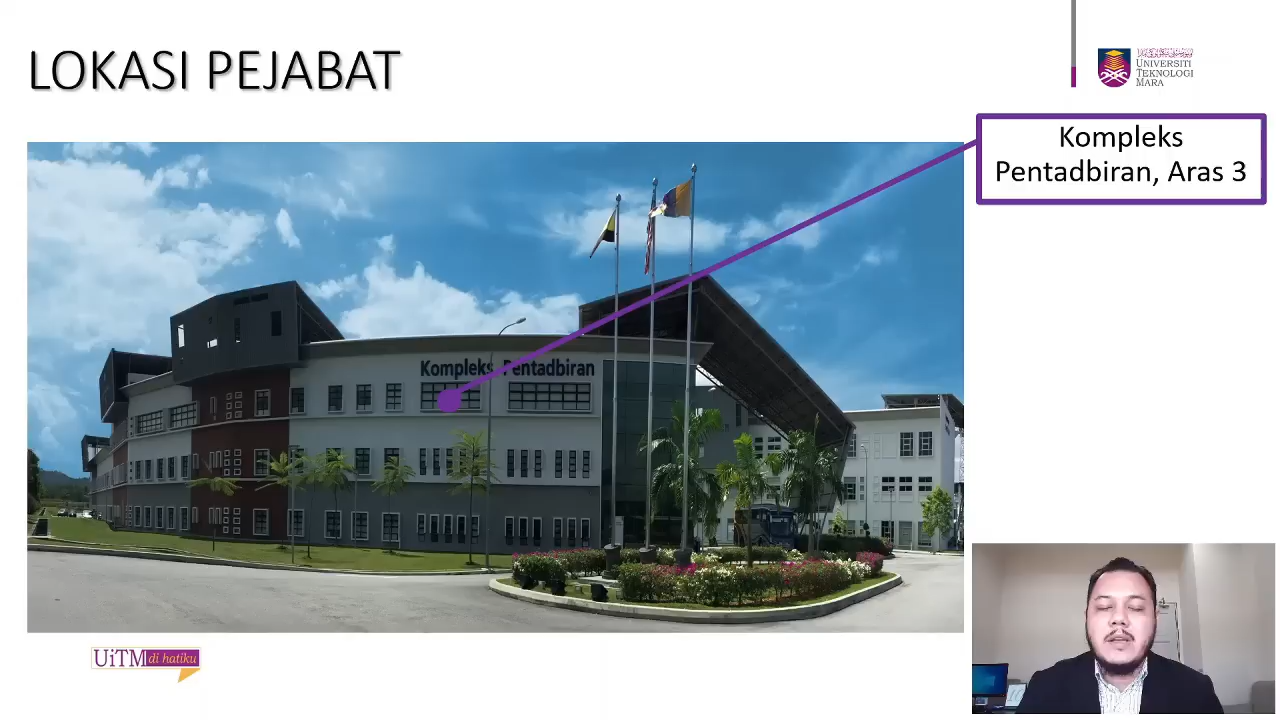 LOKASI PEJABAT
UNIVERSITI
TEKNOLOGI
MARA
Kompleks
Pentadbiran, Aras 3
Kompleks Pentadbiran
UiTM di hatiku